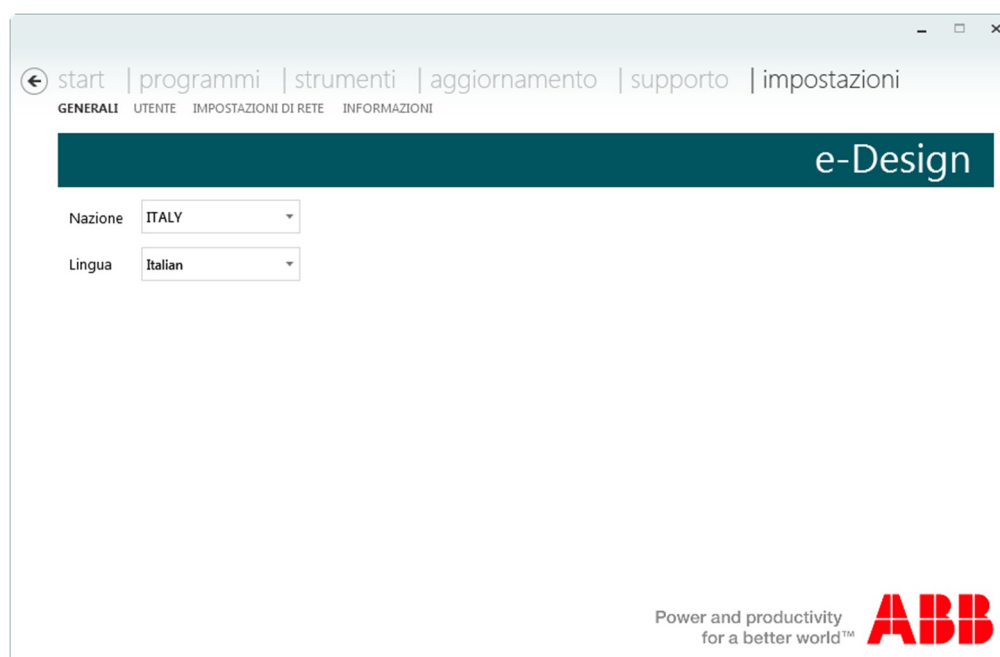 start | programmi | strumenti | aggiornamento | supporto | impostazioni
GENERALI UTENTE IMPOSTAZIONI DI RETE INFORMAZIONI
e-Design
Nazione ITALY
Lingua Italian
Power and productivity
for a better world™
ABB